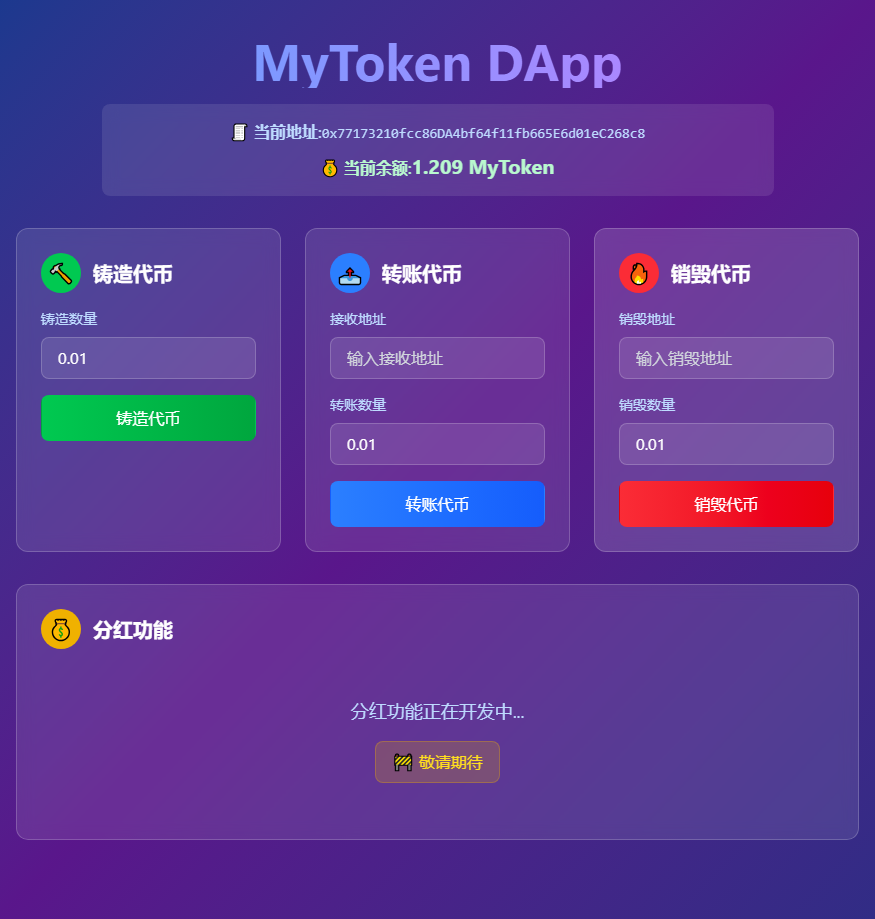 MyToken DApp
🧾 当前地址:0x77173210fcc86DA4bf64f11fb665E6d01eC268c8
💰 当前余额:1.209 MyToken
铸造代币
铸造数量
0.01
铸造代币
转账代币
接收地址
输入接收地址
转账数量
0.01
转账代币
销毁代币
销毁地址
输入销毁地址
销毁数量
0.01
销毁代币
分红功能
分红功能正在开发中...
🚧 敬请期待